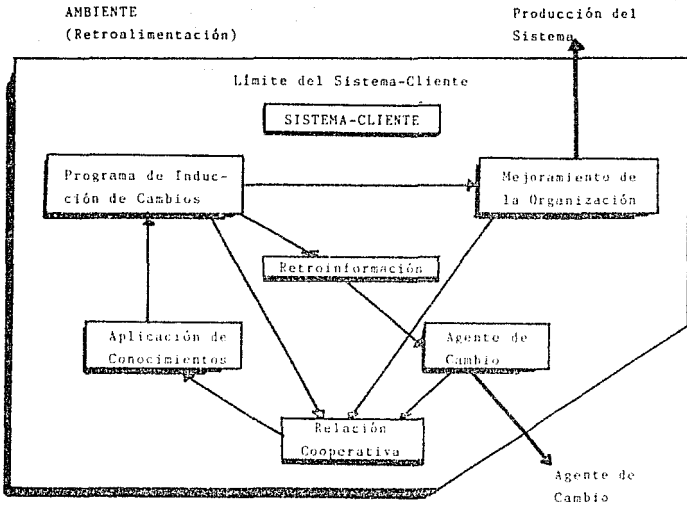 AMBIENTE
(Retroalimentación)
Producción del
Sistema
Límite del Sistema-Cliente
SISTEMA-CLIENTE
Programa de Induc-
ción de Cambios
Mejoramiento de
la Organización
Retroinformación
Aplicación de
Conocimientos
Agente de
Cambio
Relación
Cooperativa
Agente de
Cambio